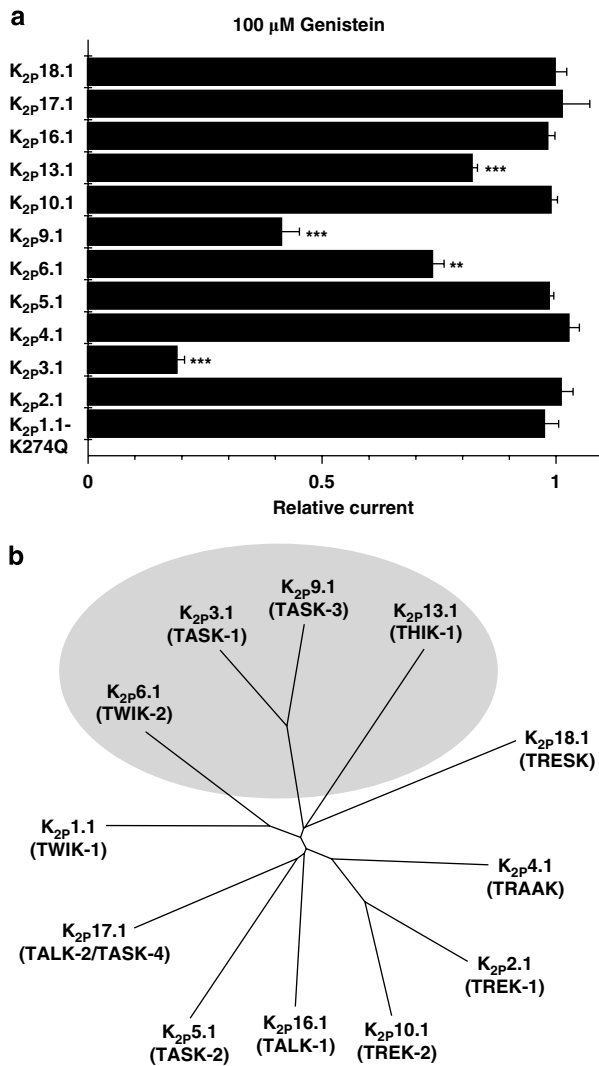 a
100 μM Genistein
K2P18.1
K2P17.1
K2P16.1
K2P13.1
***
K2P10.1
K2P9.1
***
K2P6.1
**
K2P5.1
K2P4.1
K2P3.1
***
K2P2.1
K2P1.1-
K274Q
0
0.5
1
Relative current
b
K2P9.1
(TASK-3)
K2P3.1
(TASK-1)
K2P13.1
(THIK-1)
K2P6.1
(TWIK-2)
K2P18.1
(TRESK)
K2P1.1
(TWIK-1)
K2P4.1
(TRAAK)
K2P17.1
(TALK-2/TASK-4)
K2P2.1
(TREK-1)
K2P5.1
(TASK-2)
K2P16.1
(TALK-1)
K2P10.1
(TREK-2)